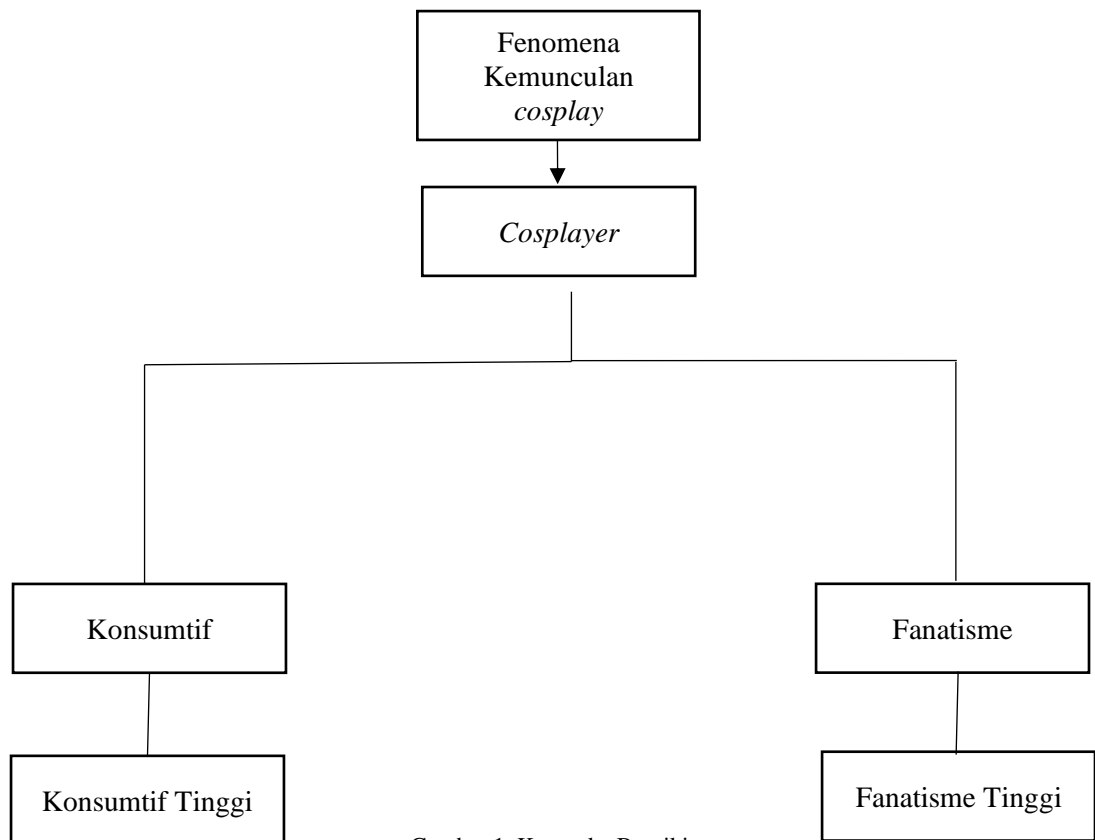 Fenomena
Kemunculan
cosplay
Cosplayer
Konsumtif
Fanatisme
Konsumtif Tinggi
Fanatisme Tinggi